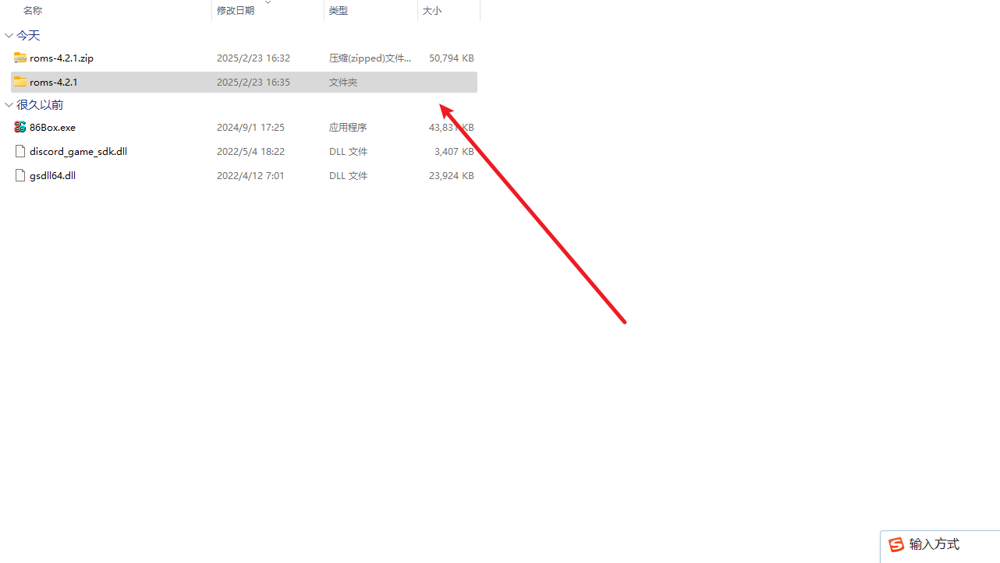 名称 修改日期 类型 大小
今天
roms-4.2.1.zip 2025/2/23 16:32 压缩(zipped)文件... 50,794 KB
roms-4.2.1 2025/2/23 16:35 文件夹
很久以前
86Box.exe 2024/9/1 17:25 应用程序 43,831 KB
discord_game_sdk.dll 2022/5/4 18:22 DLL 文件 3,407 KB
gsdll64.dll 2022/4/12 7:01 DLL 文件 23,924 KB
输入方式